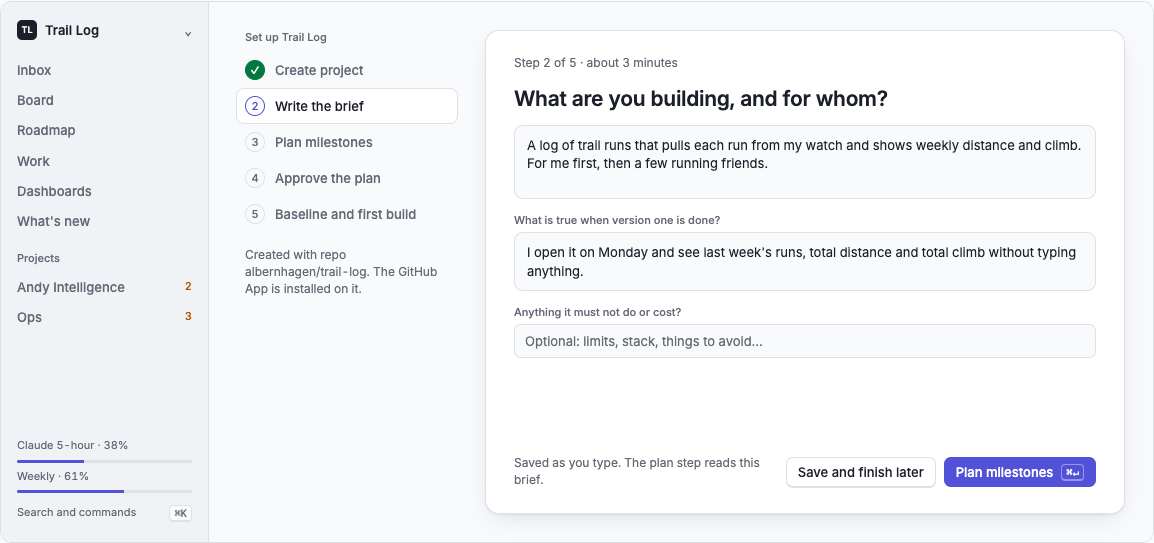 TL Trail Log
Inbox
Board
Roadmap
Work
Dashboards
What's new
Projects
Andy Intelligence 2
Ops 3
Claude 5-hour · 38%
Weekly · 61%
Search and commands ⌘K
Set up Trail Log
Create project
2 Write the brief
3 Plan milestones
4 Approve the plan
5 Baseline and first build
Created with repo
albernhagen/trail-log. The GitHub
App is installed on it.
Step 2 of 5 · about 3 minutes
What are you building, and for whom?
A log of trail runs that pulls each run from my watch and shows weekly distance and climb.
For me first, then a few running friends.
What is true when version one is done?
I open it on Monday and see last week's runs, total distance and total climb without typing
anything.
Anything it must not do or cost?
Optional: limits, stack, things to avoid...
Saved as you type. The plan step reads this
brief.
Save and finish later
Plan milestones ⌘↵